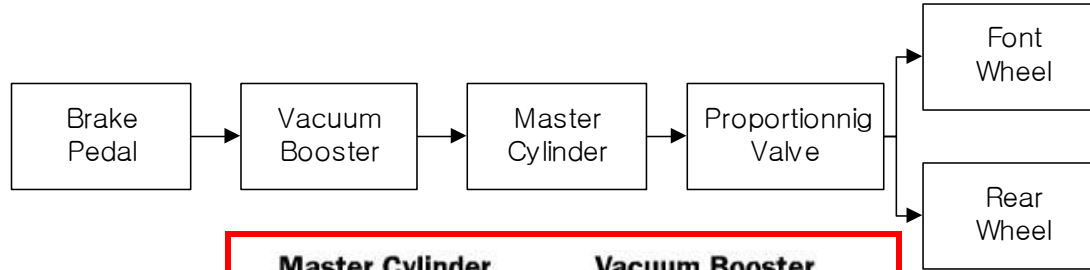 Brake
Pedal
Vacuum
Booster
Master
Cylinder
Proportionnig
Valve
Font
Wheel
Rear
Wheel
Master Cylinder
Vacuum Booster